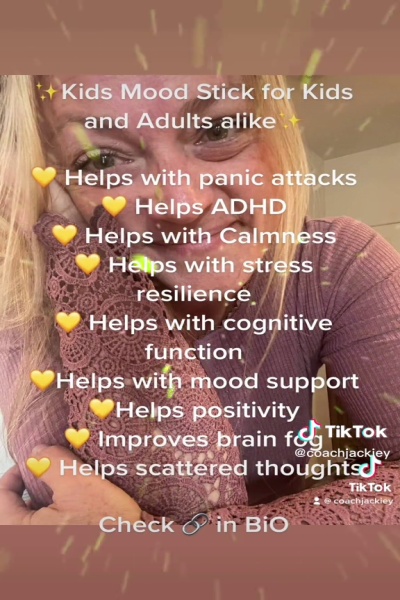 ✨Kids Mood Stick for Kids
and Adults alike✨
💛 Helps with panic attacks
💛 Helps ADHD
💛 Helps with Calmness
💛 Helps with stress
resilience
💛 Helps with cognitive
function
💛Helps with mood support
💛Helps positivity
💛 Improves brain fog
💛 Helps scattered thoughts
Check 🔗 in BiO
TikTok
@coachjackiey
TikTok
@coachjackiey